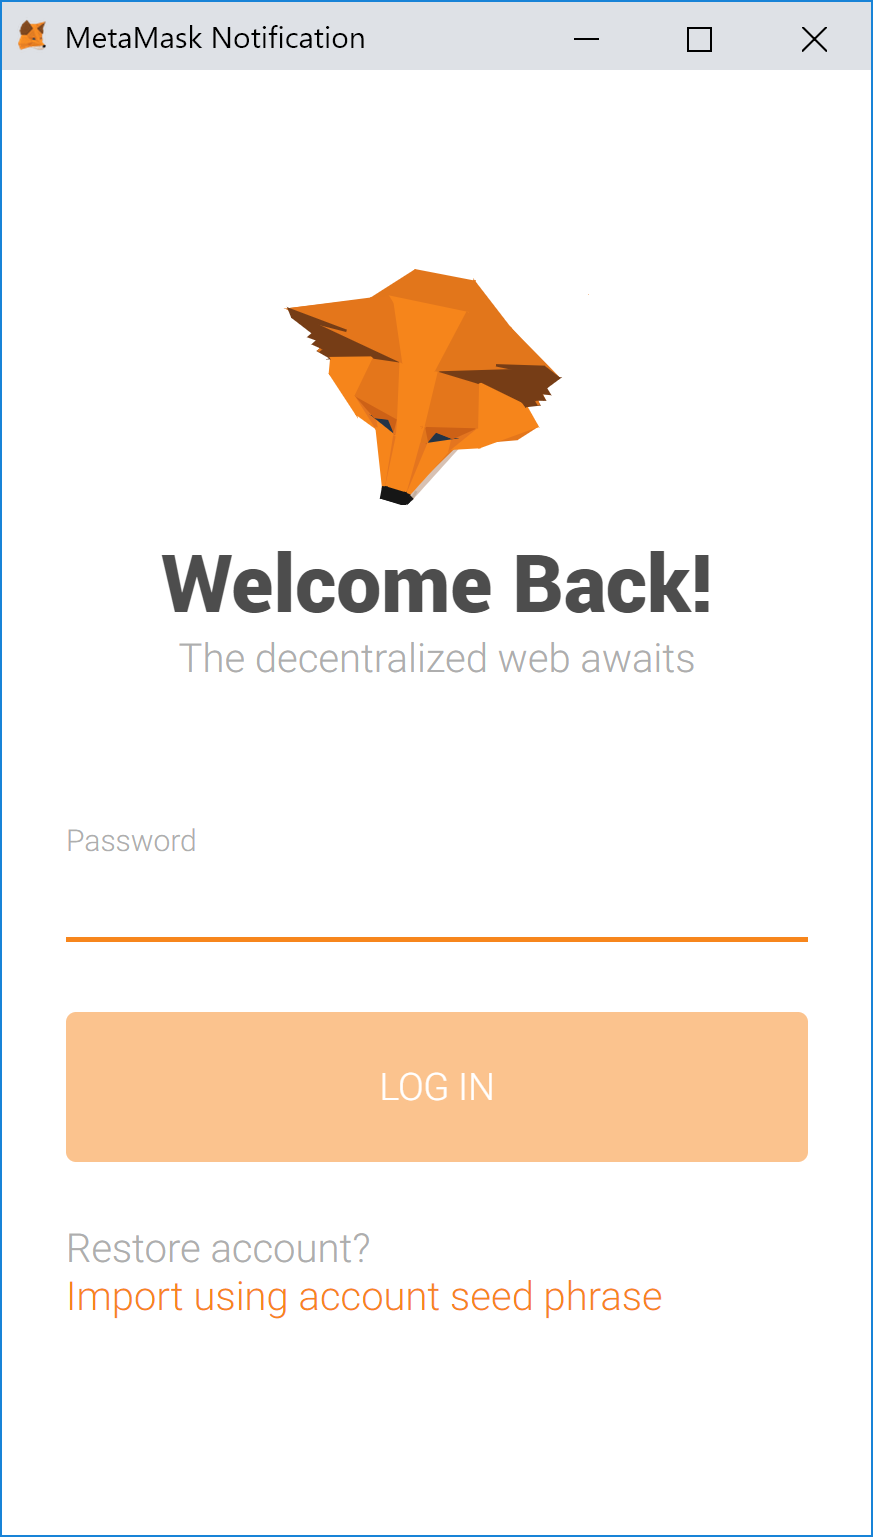 MetaMask Notification
Welcome Back!
The decentralized web awaits
Password
LOG IN
Restore account?
Import using account seed phrase